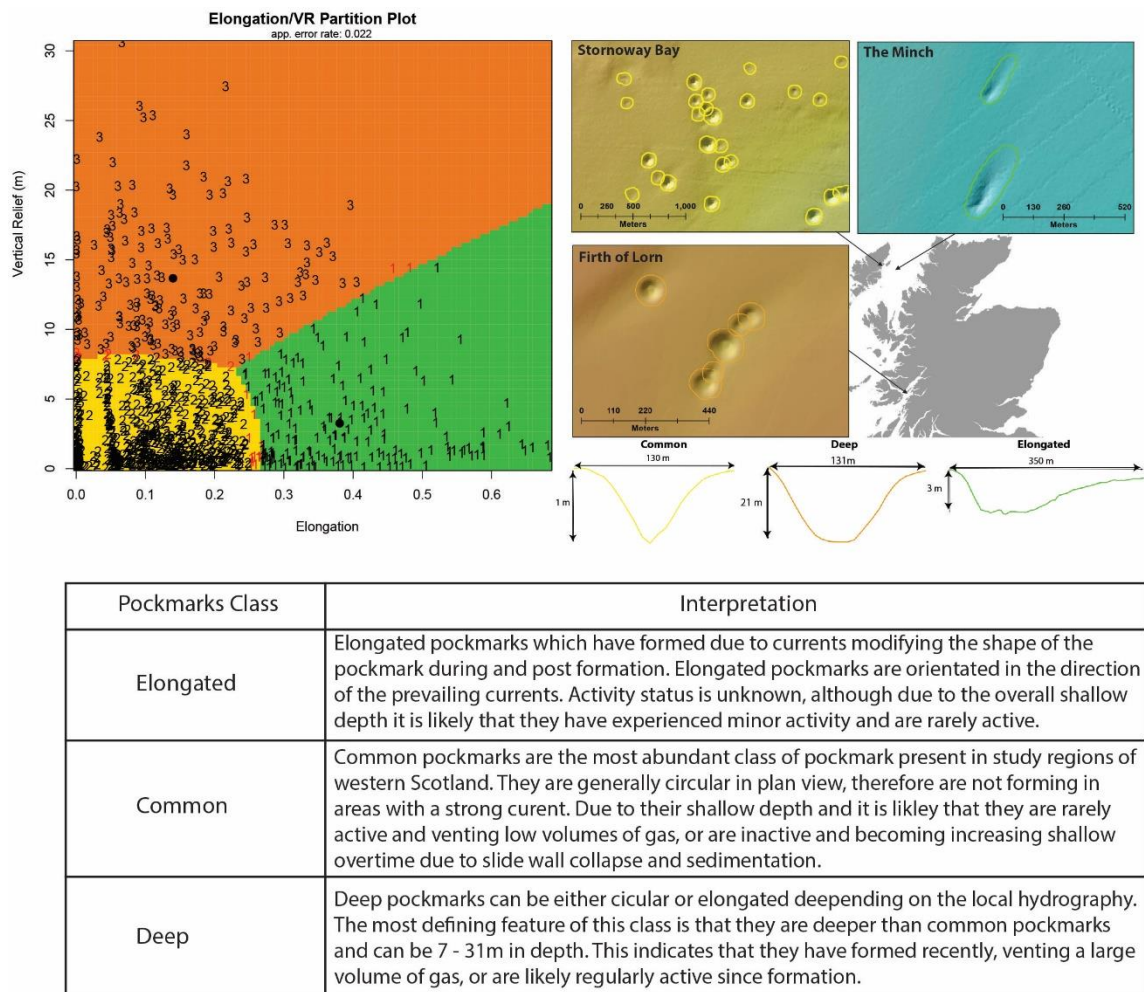 Elongation/VR Partition Plot
app. error rate: 0.022
Vertical Relief (m)
30
25
20
15
10
5
0
0.0 0.1 0.2 0.3 0.4 0.5 0.6
Elongation
Stornoway Bay
0 250 600 1,000
Meters
The Minch
0 130 260 520
Meters
Firth of Lorn
0 110 220 440
Meters
Common
130 m
1 m
Deep
131m
21 m
Elongated
350 m
3 m
Pockmarks Class
Interpretation
Elongated
Elongated pockmarks which have formed due to currents modifying the shape of the
pockmark during and post formation. Elongated pockmarks are orientated in the direction
of the prevailing currents. Activity status is unknown, although due to the overall shallow
depth it is likely that they have experienced minor activity and are rarely active.
Common
Common pockmarks are the most abundant class of pockmark present in study regions of
western Scotland. They are generally circular in plan view, therefore are not forming in
areas with a strong curent. Due to their shallow depth and it is likley that they are rarely
active and venting low volumes of gas, or are inactive and becoming increasing shallow
overtime due to slide wall collapse and sedimentation.
Deep
Deep pockmarks can be either cicular or elongated deepending on the local hydrography.
The most defining feature of this class is that they are deeper than common pockmarks
and can be 7 - 31m in depth. This indicates that they have formed recently, venting a large
volume of gas, or are likely regularly active since formation.